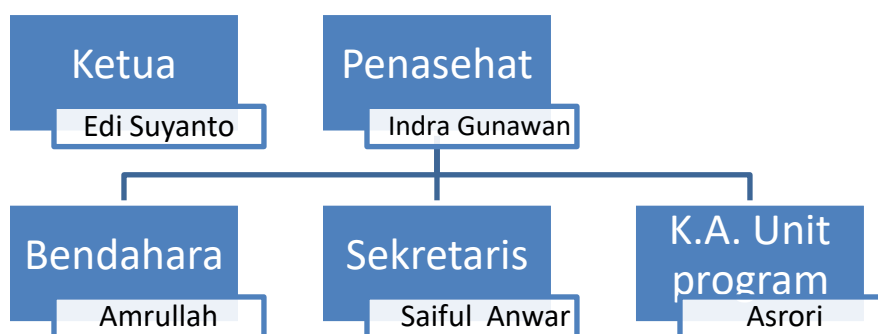 Ketua
Edi Suyanto
Penasehat
Indra Gunawan
Bendahara
Amrullah
Sekretaris
Saiful Anwar
K.A. Unit
program
Asrori